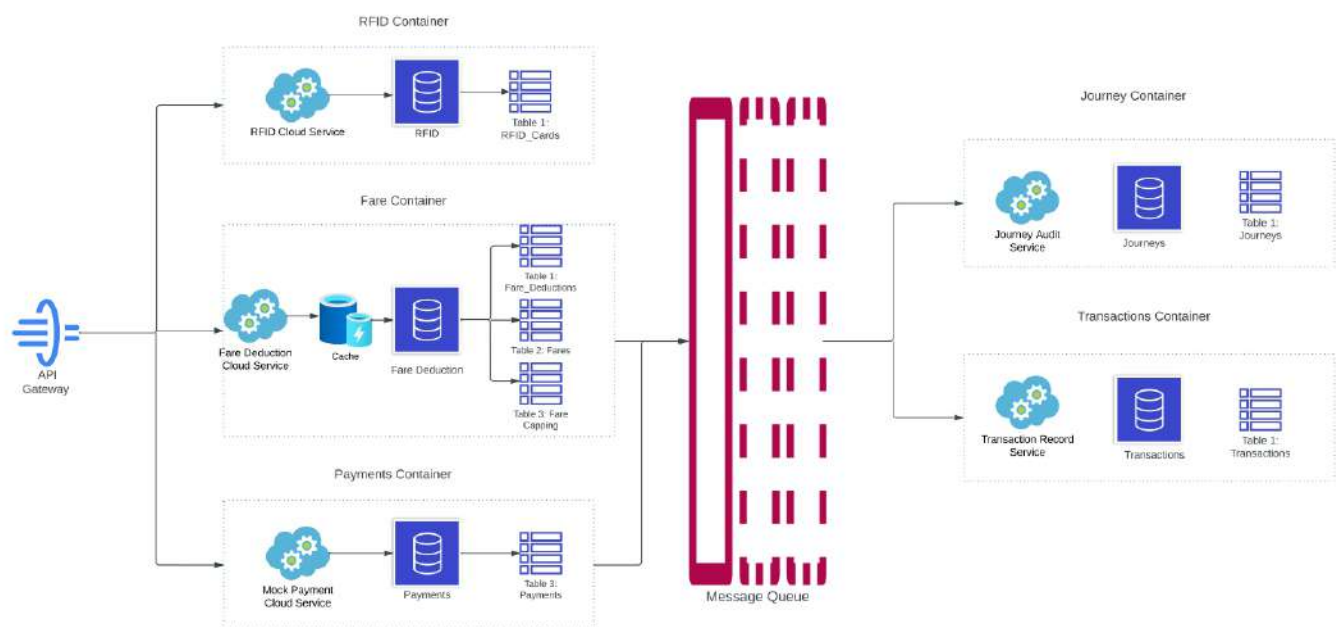 RFID Container
RFID Cloud Service
RFID
Table 1:
RFID_Cards
Fare Container
Fare Deduction
Cloud Service
Cache
Fare Deduction
Table 1:
Fare_Deductions
Table 2: Fares
Table 3: Fare
Capping
API
Gateway
Payments Container
Mock Payment
Cloud Service
Payments
Table 3:
Payments
Message Queue
Journey Container
Journey Audit
Service
Journeys
Table 1:
Journeys
Transactions Container
Transaction Record
Service
Transactions
Table 1:
Transactions